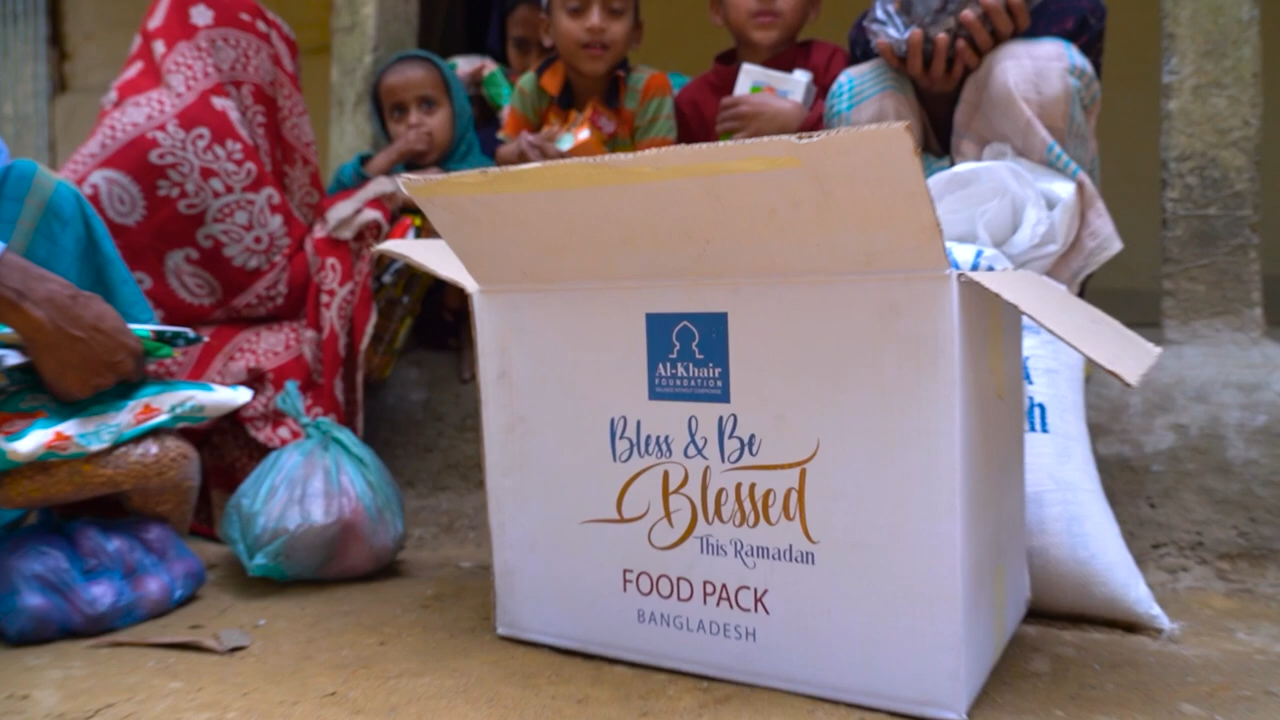 Al-Khair
FOUNDATION
Bless & Be
Blessed
This Ramadan
FOOD PACK
BANGLADESH